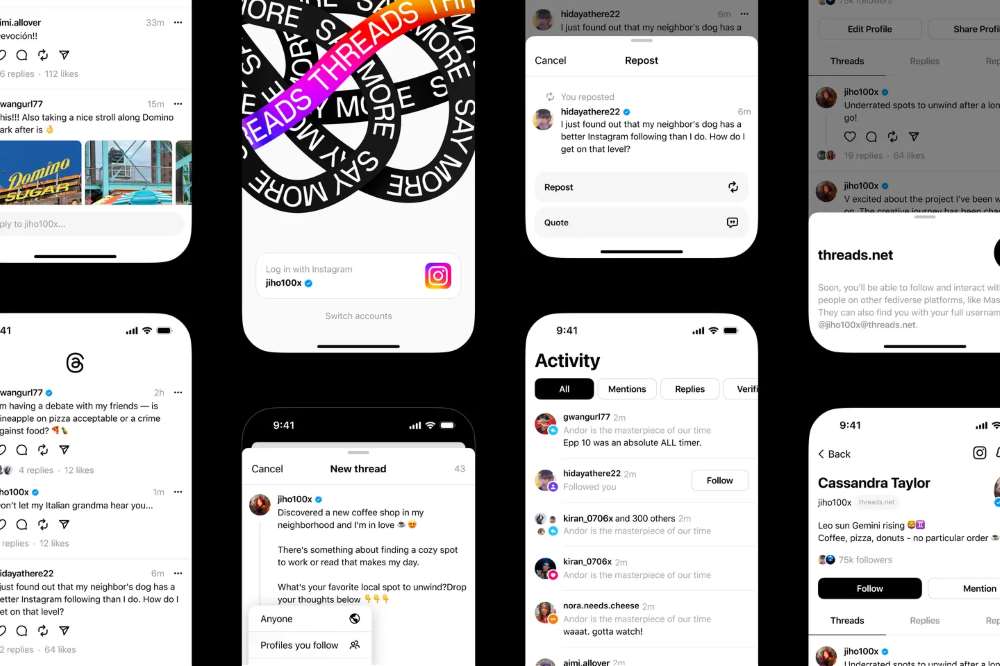 aimi.allover 33m
evoción!!
6 replies · 112 likes
wangurl77 15m
his!!! Also taking a nice stroll along Domino
ark after is 👌
Domino
SUGAR
ply to jiho100x...
41
wangurl77 2h
m having a debate with my friends — is
ineapple on pizza acceptable or a crime
gainst food? 🍕🍍
4 replies · 12 likes
ho100x 1m
on't let my Italian grandma hear you...
replies · 12 likes
idayathere22 6m
just found out that my neighbor's dog has a
etter Instagram following than I do. How do I
get on that level?
2 replies · 64 likes
THREADS THREADS
SAY MORE SAY MORE SAY MORE
Log in with Instagram
jiho100x
Switch accounts
9:41
Cancel New thread 43
jiho100x
Discovered a new coffee shop in my
neighborhood and I'm in love ☕😍
There's something about finding a cozy spot
to work or read that makes my day.
What's your favorite local spot to unwind?Drop
your thoughts below 👇👇👇
Anyone
Profiles you follow
hidayathere22 6m
I just found out that my neighbor's dog has a
Cancel Repost
You reposted
hidayathere22 6m
I just found out that my neighbor's dog has a
better Instagram following than I do. How do I
get on that level?
Repost
Quote
9:41
Activity
All Mentions Replies Verifi
gwangurl77 2m
Andor is the masterpiece of our time
Epp 10 was an absolute ALL timer.
hidayathere22 2m
Followed you
Follow
kiran_0706x and 300 others 2m
Andor is the masterpiece of our time
kiran_0706x 2m
Andor is the masterpiece of our time
nora.needs.cheese 2m
Andor is the masterpiece of our time
waaat. gotta watch!
aimi.allover 2m
75k followers
Edit Profile Share Profi
Threads Replies Rep
jiho100x
Underrated spots to unwind after a lon
go!
19 replies · 64 likes
jiho100x
V excited about the project I've been w
on. The creative journey has been cha
threads.net
Soon, you'll be able to follow and interact wit
people on other fediverse platforms, like Mas
They can also find you with your full usernam
@jiho100x@threads.net.
9:41
Back
Cassandra Taylor
jiho100x threads.net
Leo sun Gemini rising 🤩♊
Coffee, pizza, donuts - no particular order ☕
75k followers
Follow Mention
Threads Replies Rep
jiho100x
Underrated spots to unwind after a lon